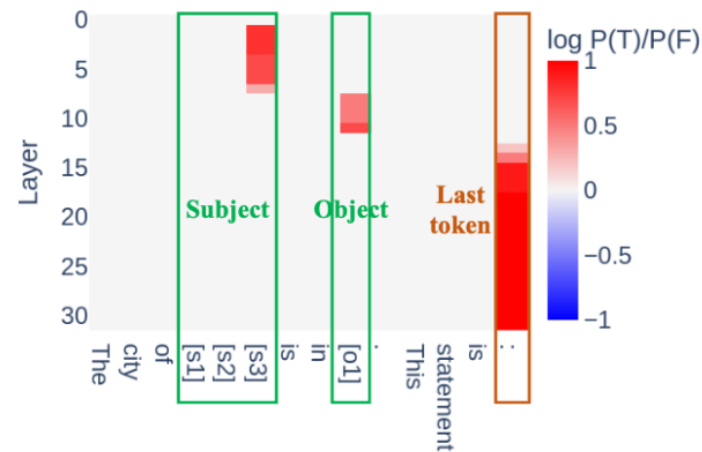 log P(T)/P(F)
0
5
10
15
20
25
30
Layer
Subject
Object
Last
token
1
0.5
0
−0.5
−1
The
city
of
[s1]
[s2]
[s3]
is
in
[o1]
.
This
statement
is
: